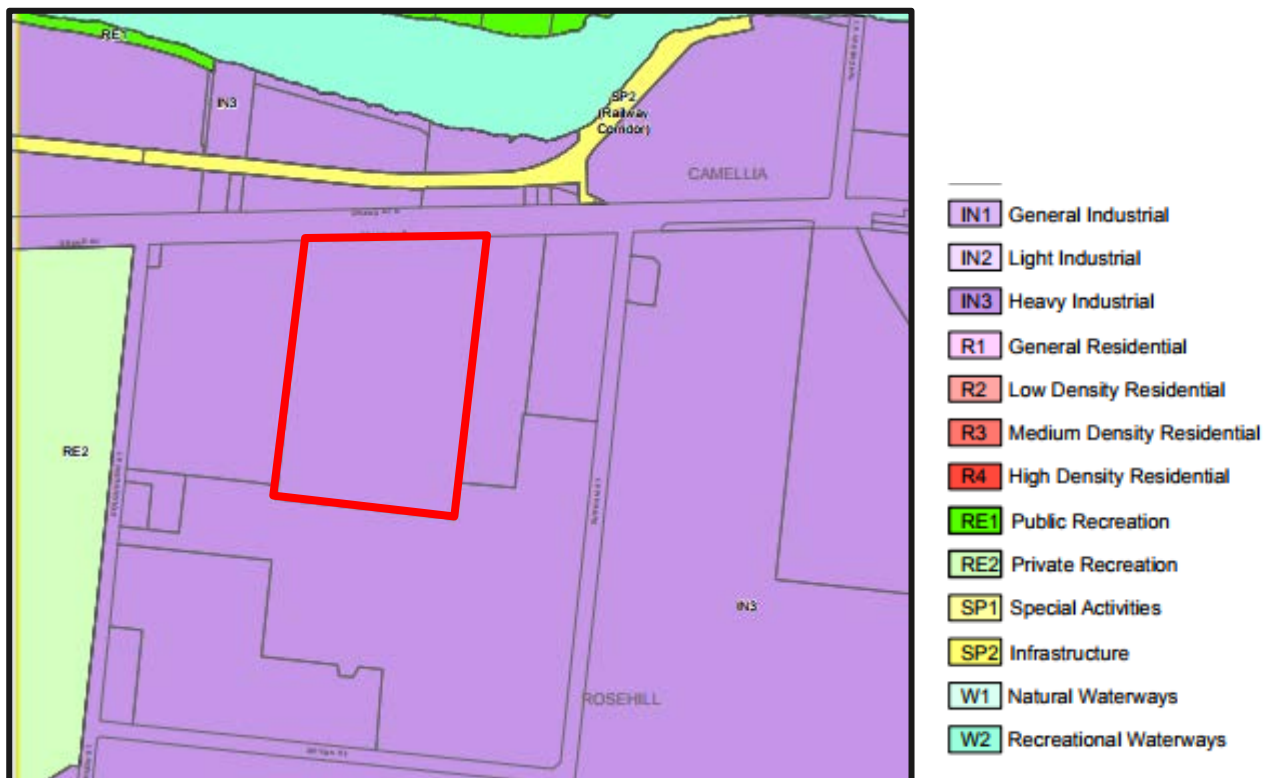 RE1
IN3
SP2
(Railway
Corridor)
CAMELLIA
RE2
IN3
ROSEHILL
IN1 General Industrial
IN2 Light Industrial
IN3 Heavy Industrial
R1 General Residential
R2 Low Density Residential
R3 Medium Density Residential
R4 High Density Residential
RE1 Public Recreation
RE2 Private Recreation
SP1 Special Activities
SP2 Infrastructure
W1 Natural Waterways
W2 Recreational Waterways